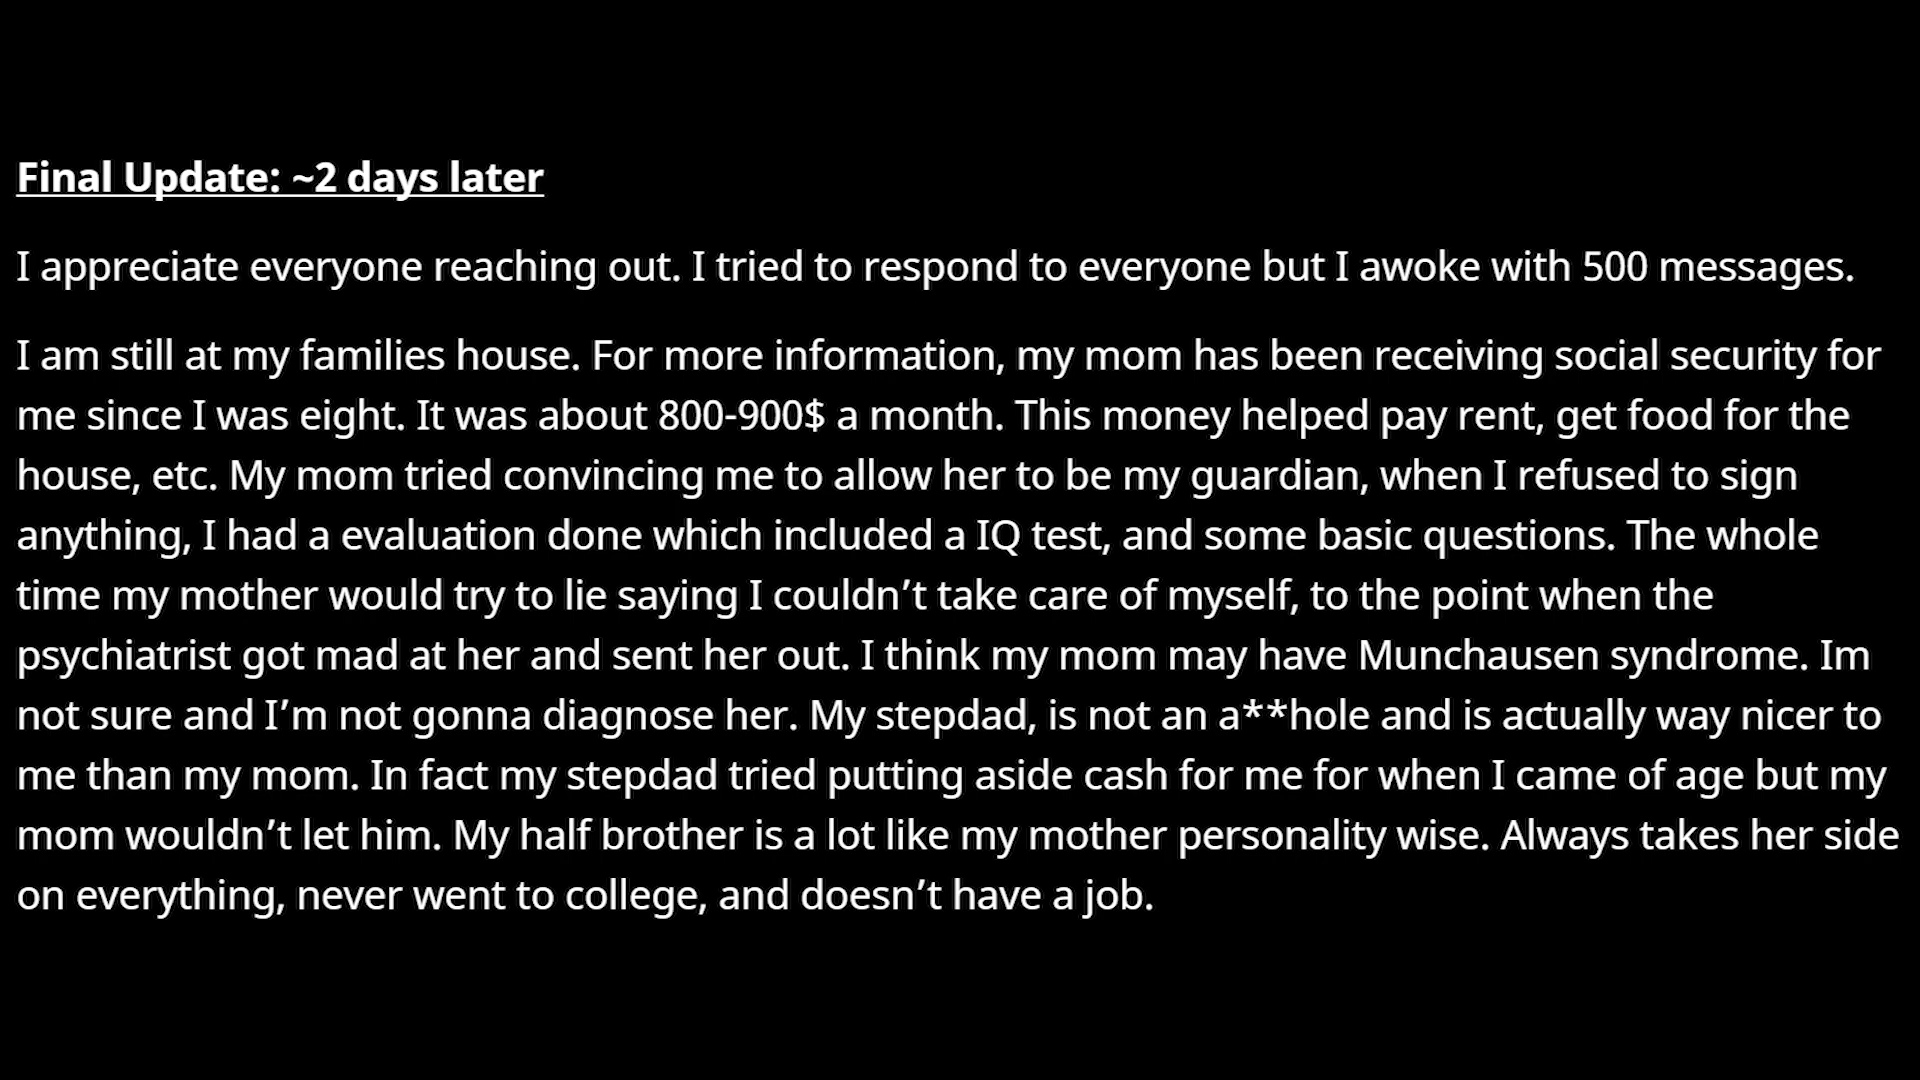 Final Update: ~2 days later
I appreciate everyone reaching out. I tried to respond to everyone but I awoke with 500 messages.
I am still at my families house. For more information, my mom has been receiving social security for
me since I was eight. It was about 800-900$ a month. This money helped pay rent, get food for the
house, etc. My mom tried convincing me to allow her to be my guardian, when I refused to sign
anything, I had a evaluation done which included a IQ test, and some basic questions. The whole
time my mother would try to lie saying I couldn’t take care of myself, to the point when the
psychiatrist got mad at her and sent her out. I think my mom may have Munchausen syndrome. Im
not sure and I’m not gonna diagnose her. My stepdad, is not an a**hole and is actually way nicer to
me than my mom. In fact my stepdad tried putting aside cash for me for when I came of age but my
mom wouldn’t let him. My half brother is a lot like my mother personality wise. Always takes her side
on everything, never went to college, and doesn’t have a job.